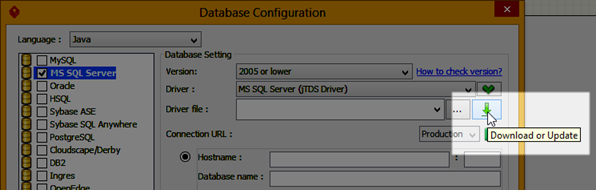 Database Configuration
Language :
Java
MySQL
MS SQL Server
Oracle
HSQL
Sybase ASE
Sybase SQL Anywhere
PostgreSQL
Cloudscape/Derby
DB2
Ingres
OpenEdge
Database Setting
Version:
2005 or lower
How to check version?
Driver :
MS SQL Server (jTDS Driver)
Driver file :
...
Download or Update
Connection URL :
Production
Hostname :
:
Database name :